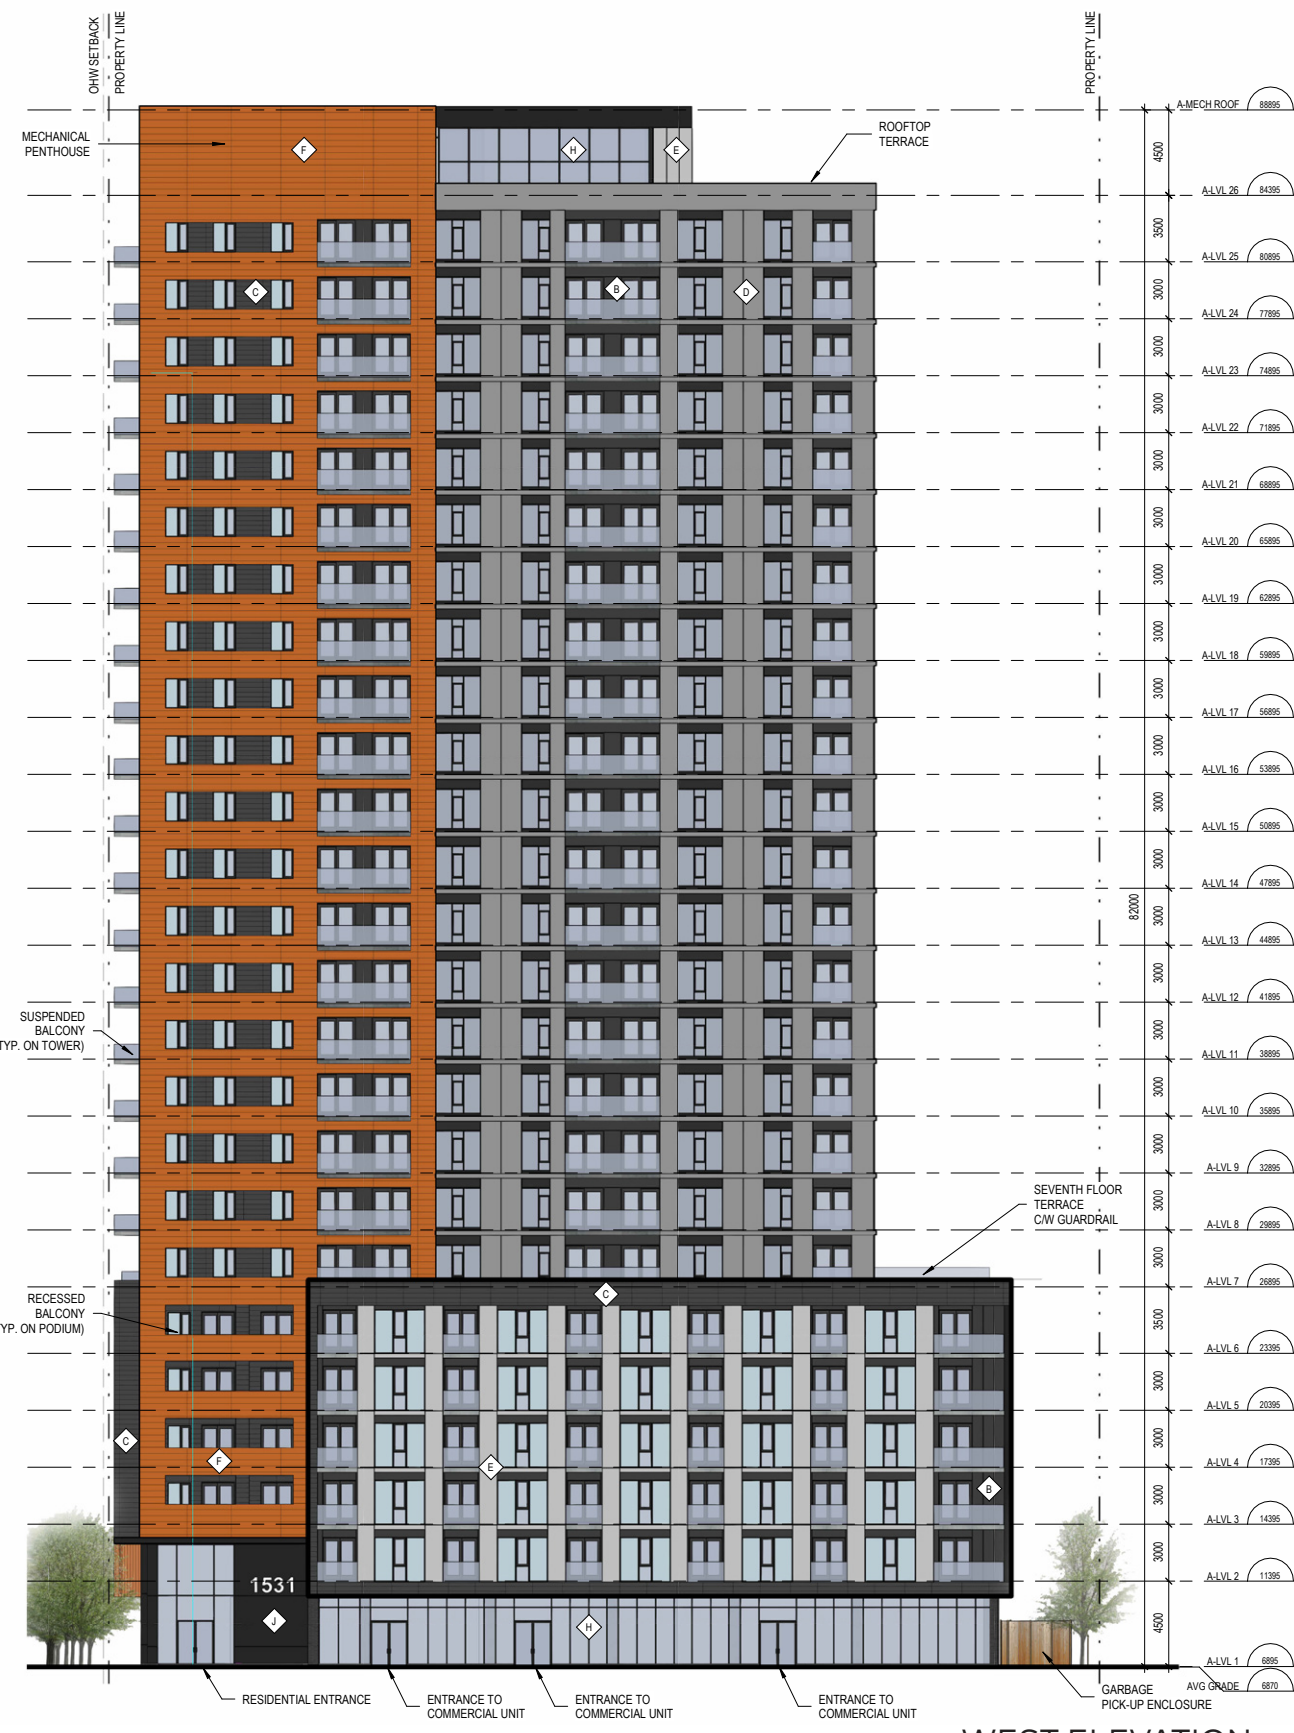 OHW SETBACK
PROPERTY LINE
PROPERTY LINE
MECHANICAL
PENTHOUSE
F
H
E
ROOFTOP
TERRACE
A-MECH ROOF 88895
4500
A-LVL 26 84395
3500
A-LVL 25 80895
C
B
D
3000
A-LVL 24 77895
3000
A-LVL 23 74895
3000
A-LVL 22 71895
3000
A-LVL 21 68895
3000
A-LVL 20 65895
3000
A-LVL 19 62895
3000
A-LVL 18 59895
3000
A-LVL 17 56895
3000
A-LVL 16 53895
3000
A-LVL 15 50895
3000
A-LVL 14 47895
82000
3000
A-LVL 13 44895
3000
A-LVL 12 41895
SUSPENDED
BALCONY
TYP. ON TOWER)
3000
A-LVL 11 38895
3000
A-LVL 10 35895
3000
A-LVL 9 32895
3000
SEVENTH FLOOR
TERRACE
C/W GUARDRAIL
A-LVL 8 29895
3000
A-LVL 7 26895
RECESSED
BALCONY
YP. ON PODIUM)
C
3500
A-LVL 6 23395
3000
A-LVL 5 20395
C
F
E
B
3000
A-LVL 4 17395
3000
A-LVL 3 14395
3000
A-LVL 2 11395
1531
J
H
4500
A-LVL 1 6895
AVG GRADE 6870
RESIDENTIAL ENTRANCE
ENTRANCE TO
COMMERCIAL UNIT
ENTRANCE TO
COMMERCIAL UNIT
ENTRANCE TO
COMMERCIAL UNIT
GARBAGE
PICK-UP ENCLOSURE
WEST ELEVATION